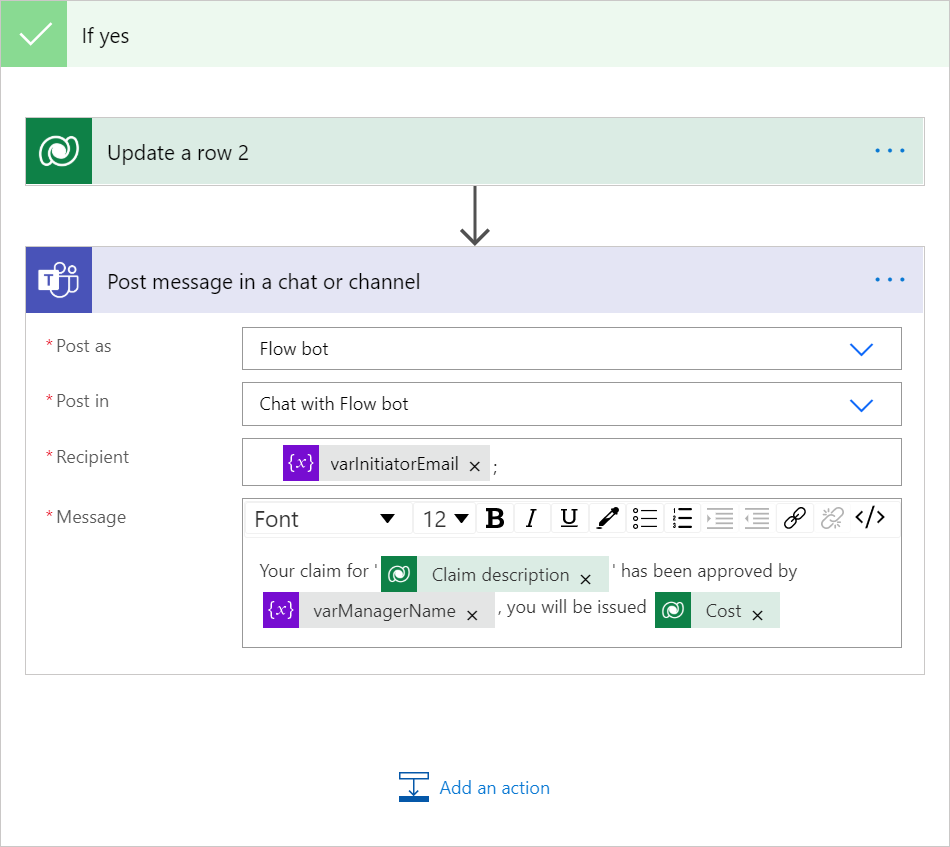 If yes
Update a row 2
Post message in a chat or channel
* Post as
Flow bot
* Post in
Chat with Flow bot
* Recipient
{x} varInitiatorEmail × ;
* Message
Font 12 B I U </>
Your claim for ' Claim description × ' has been approved by
{x} varManagerName × , you will be issued Cost ×
Add an action